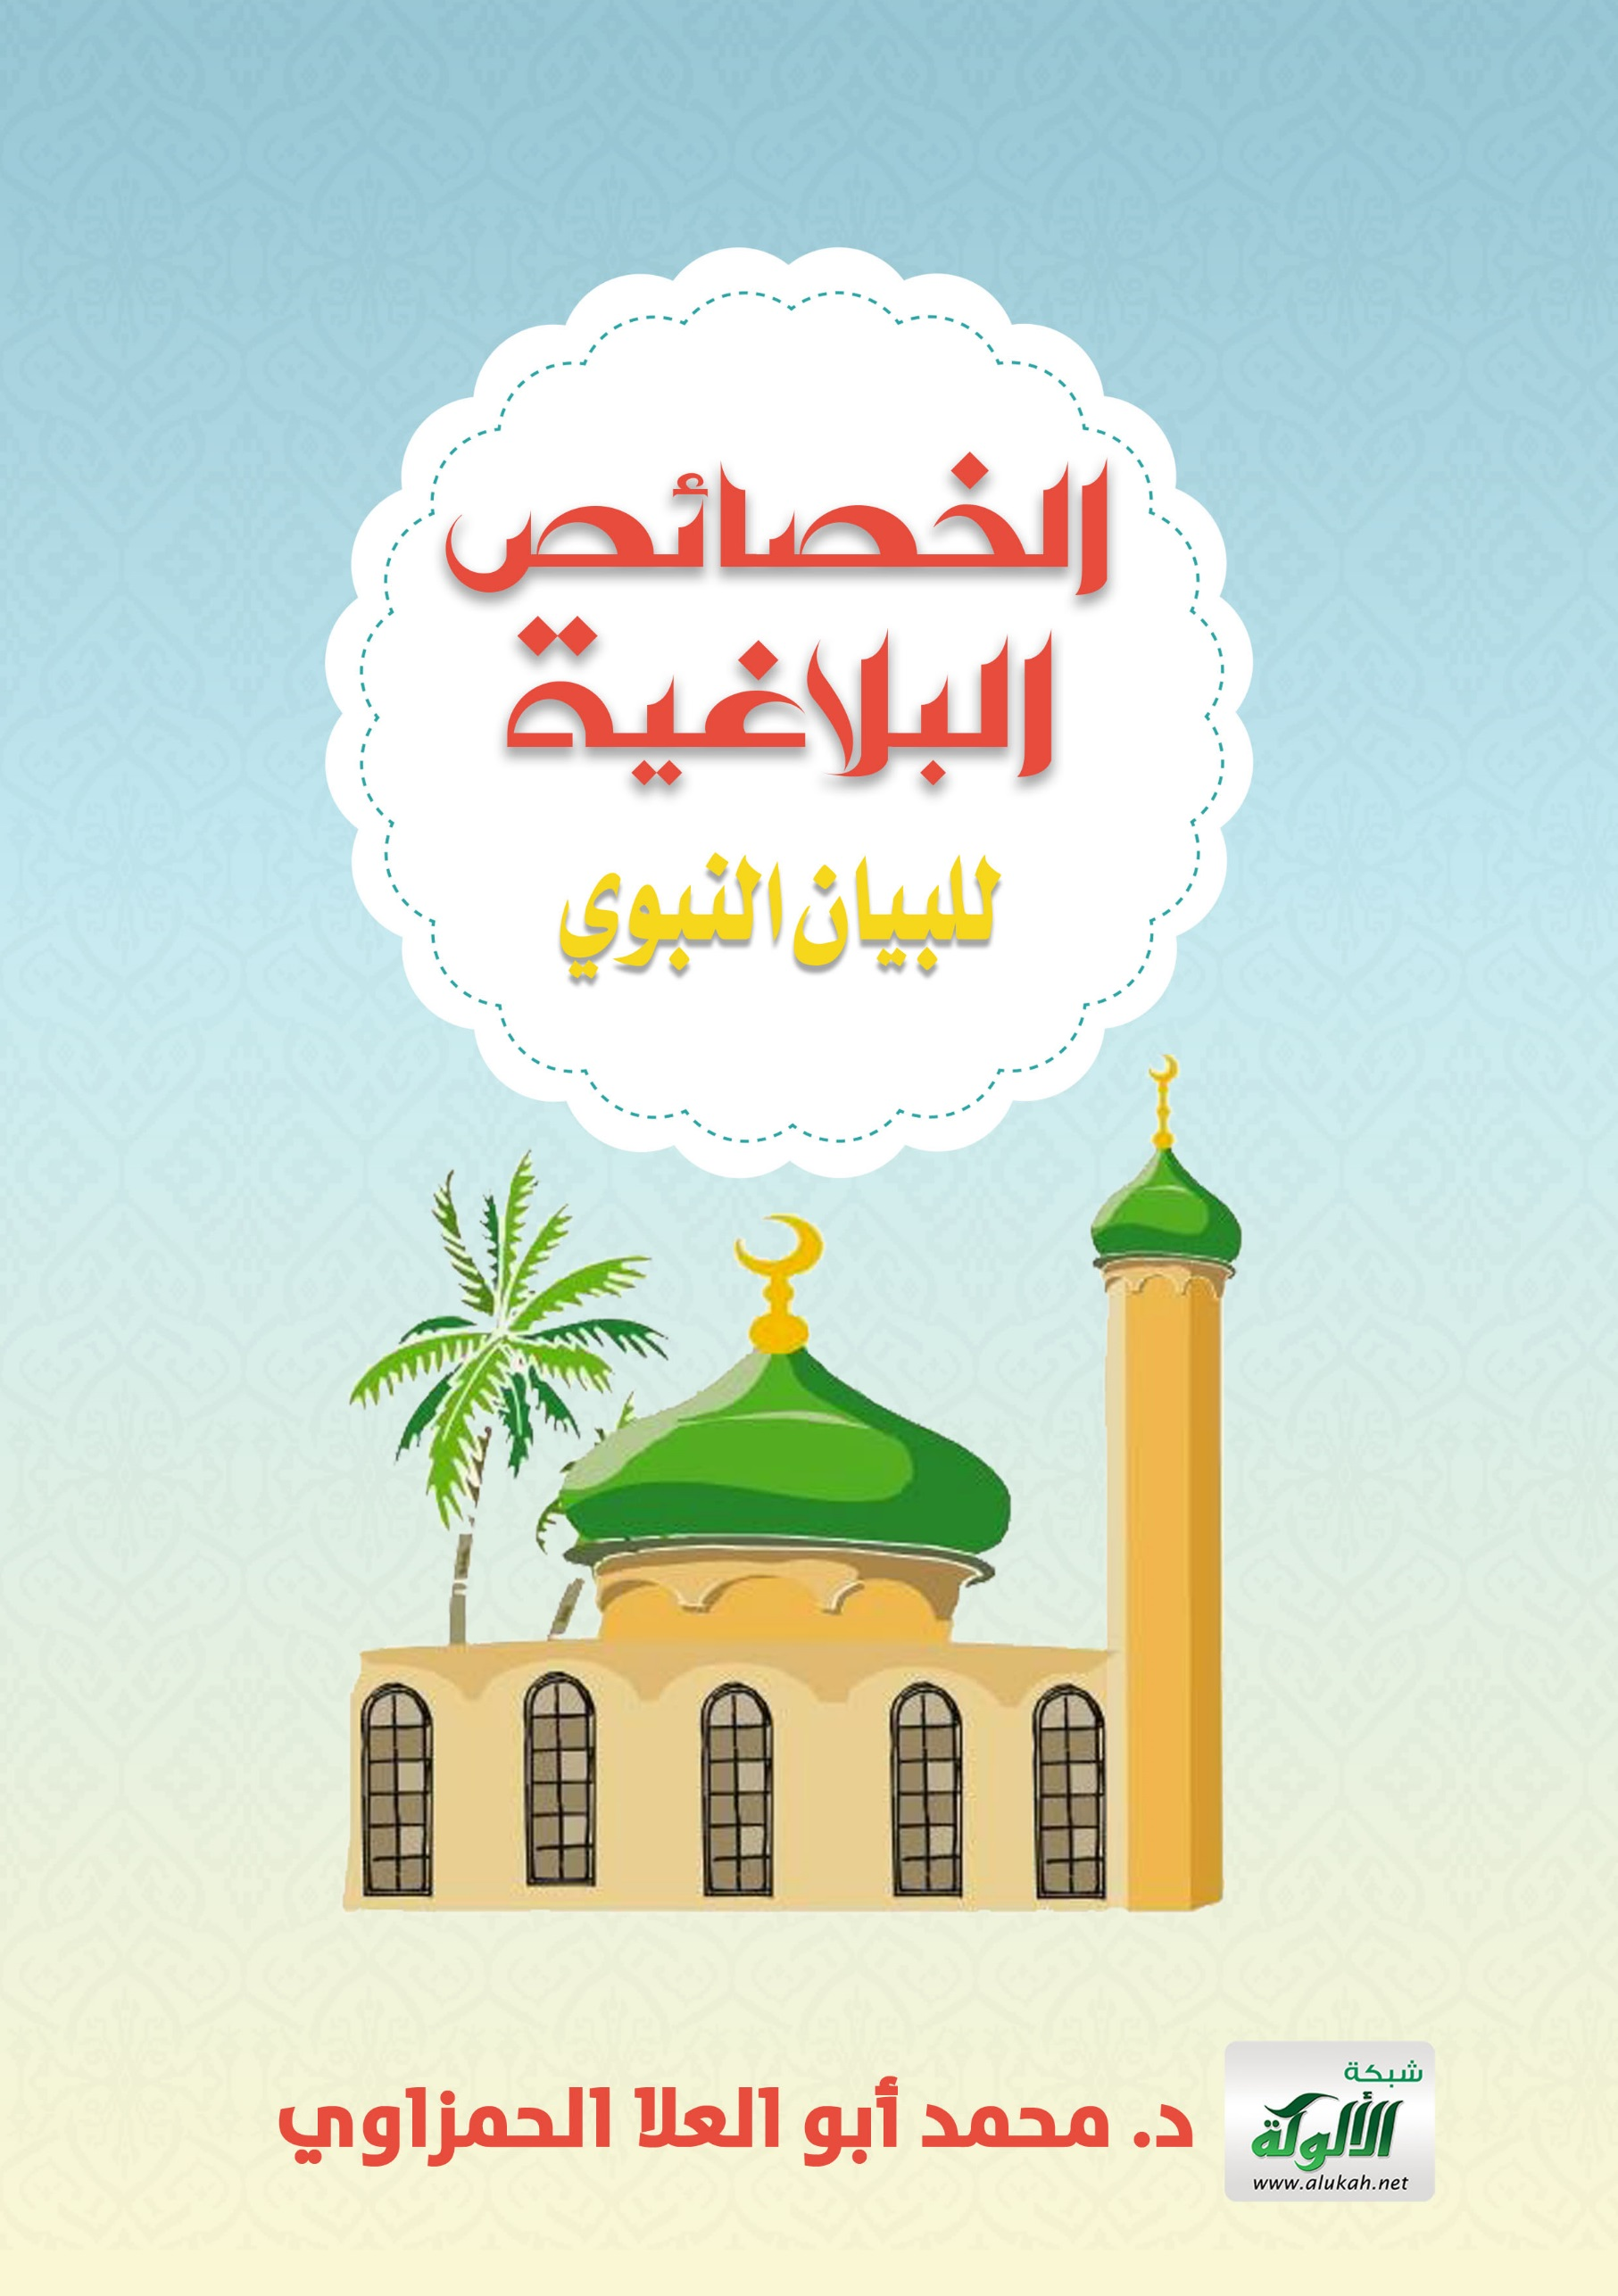 الخصائص
البلاغية
للبيان النبوي
د. محمد أبو العلا الحمزاوي
شبكة
الألوكة
www.alukah.net